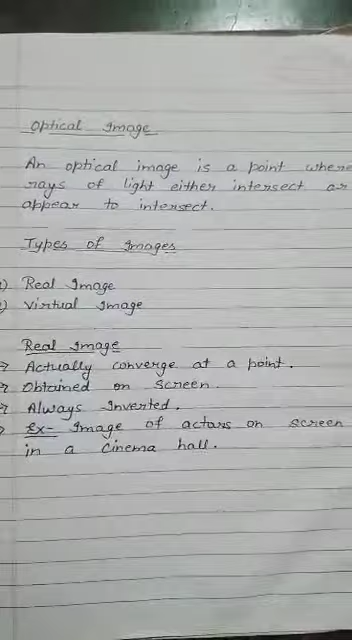 Optical Image
An optical image is a point where
rays of light either intersect or
appear to intersect.
Types of Images
) Real Image
) Virtual Image
Real Image
→ Actually converge at a point.
→ Obtained on screen.
→ Always Inverted.
→ Ex- Image of actors on screen
in a cinema hall.